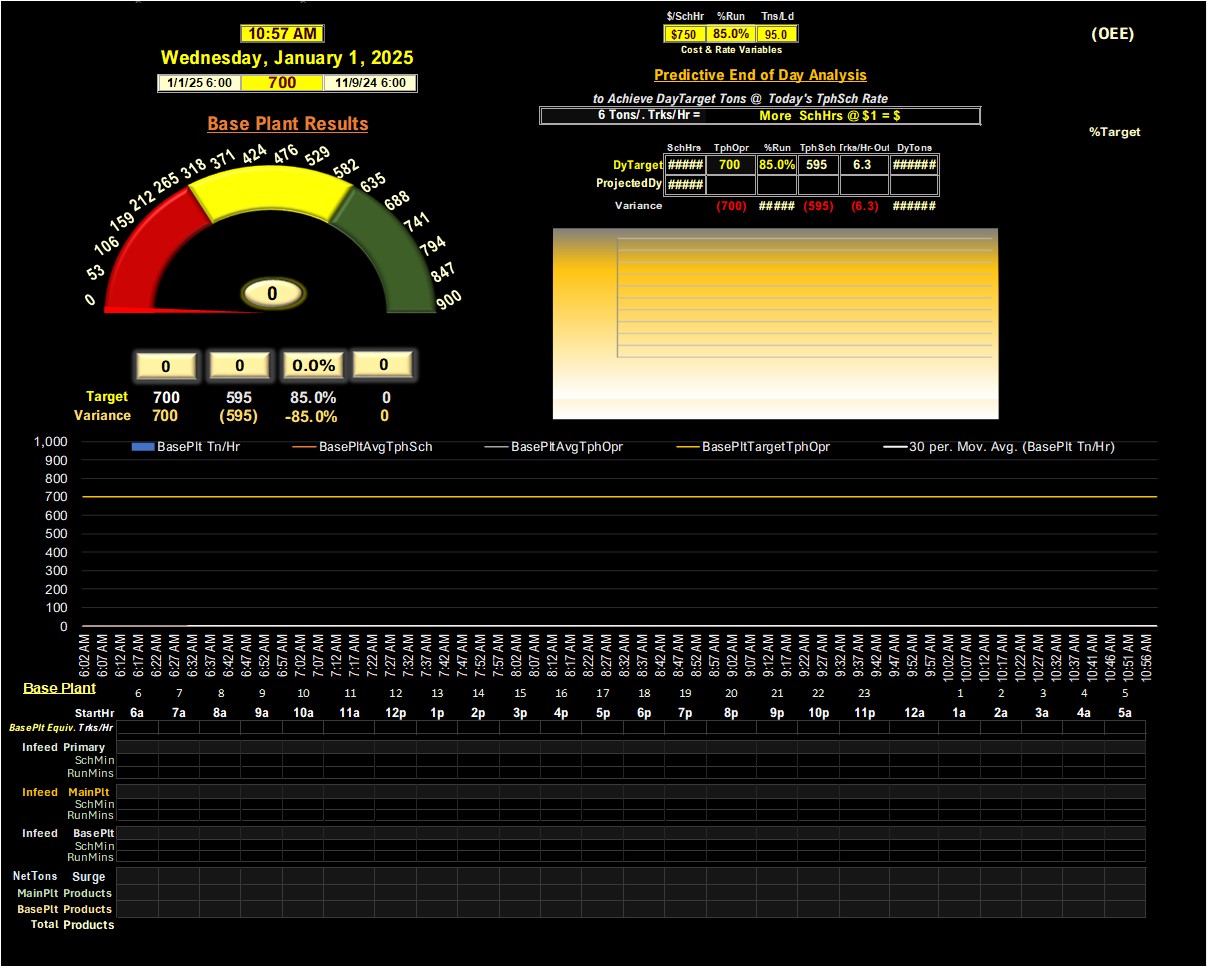 $/SchHr %Run Tns/Ld
10:57 AM
$750 85.0% 95.0
(OEE)
Cost & Rate Variables
Wednesday, January 1, 2025
Predictive End of Day Analysis
1/1/25 6:00 700 11/9/24 6:00
to Achieve DayTarget Tons @ Today's TphSch Rate
6 Tons/. Trks/Hr = More SchHrs @ $1 = $
Base Plant Results
%Target
SchHrs TphOpr %Run TphSch Trks/Hr-Out DyTons
DyTarget ##### 700 85.0% 595 6.3 ######
ProjectedDy #####
Variance (700) ##### (595) (6.3) ######
0 53 106 159 212 265 318 371 424 476 529 582 635 688 741 794 847 900
0
0 0 0.0% 0
Target 700 595 85.0% 0
Variance 700 (595) -85.0% 0
BasePlt Tn/Hr BasePltAvgTphSch BasePltAvgTphOpr BasePltTargetTphOpr 30 per. Mov. Avg. (BasePlt Tn/Hr)
1,000
900
800
700
600
500
400
300
200
100
0
6:02 AM 6:07 AM 6:12 AM 6:17 AM 6:22 AM 6:27 AM 6:32 AM 6:37 AM 6:42 AM 6:47 AM 6:52 AM 6:57 AM 7:02 AM 7:07 AM 7:12 AM 7:17 AM 7:22 AM 7:27 AM 7:32 AM 7:37 AM 7:42 AM 7:47 AM 7:52 AM 7:57 AM 8:02 AM 8:07 AM 8:12 AM 8:17 AM 8:22 AM 8:27 AM 8:32 AM 8:37 AM 8:42 AM 8:47 AM 8:52 AM 8:57 AM 9:02 AM 9:07 AM 9:12 AM 9:17 AM 9:22 AM 9:27 AM 9:32 AM 9:37 AM 9:42 AM 9:47 AM 9:52 AM 9:57 AM 10:02 AM 10:07 AM 10:12 AM 10:17 AM 10:22 AM 10:27 AM 10:32 AM 10:37 AM 10:41 AM 10:46 AM 10:51 AM 10:56 AM
Base Plant 6 7 8 9 10 11 12 13 14 15 16 17 18 19 20 21 22 23 1 2 3 4 5
StartHr 6a 7a 8a 9a 10a 11a 12p 1p 2p 3p 4p 5p 6p 7p 8p 9p 10p 11p 12a 1a 2a 3a 4a 5a
BasePlt Equiv. Trks/Hr
Infeed Primary
SchMin
RunMins
Infeed MainPlt
SchMin
RunMins
Infeed BasePlt
SchMin
RunMins
NetTons Surge
MainPlt Products
BasePlt Products
Total Products